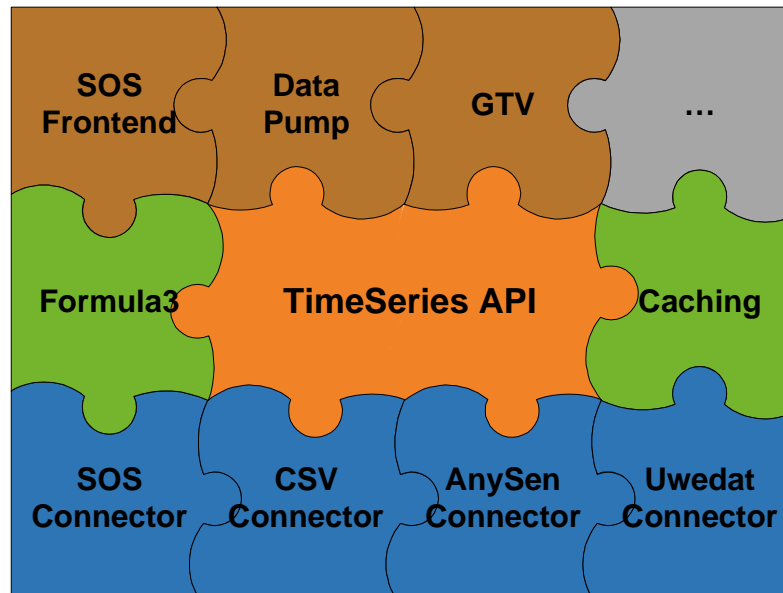 SOS
Frontend
Data
Pump
GTV
...
Formula3
TimeSeries API
Caching
SOS
Connector
CSV
Connector
AnySen
Connector
Uwedat
Connector